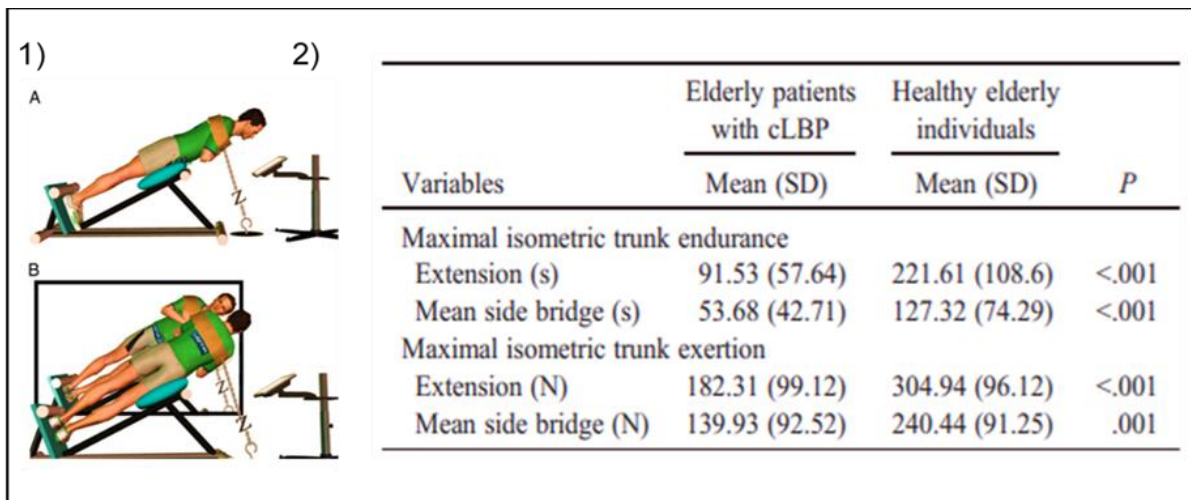 1)
2)
A
N
C
B
N
N
C
Elderly patients with cLBP Healthy elderly individuals
Variables Mean (SD) Mean (SD) P
Maximal isometric trunk endurance
Extension (s) 91.53 (57.64) 221.61 (108.6) <.001
Mean side bridge (s) 53.68 (42.71) 127.32 (74.29) <.001
Maximal isometric trunk exertion
Extension (N) 182.31 (99.12) 304.94 (96.12) <.001
Mean side bridge (N) 139.93 (92.52) 240.44 (91.25) .001